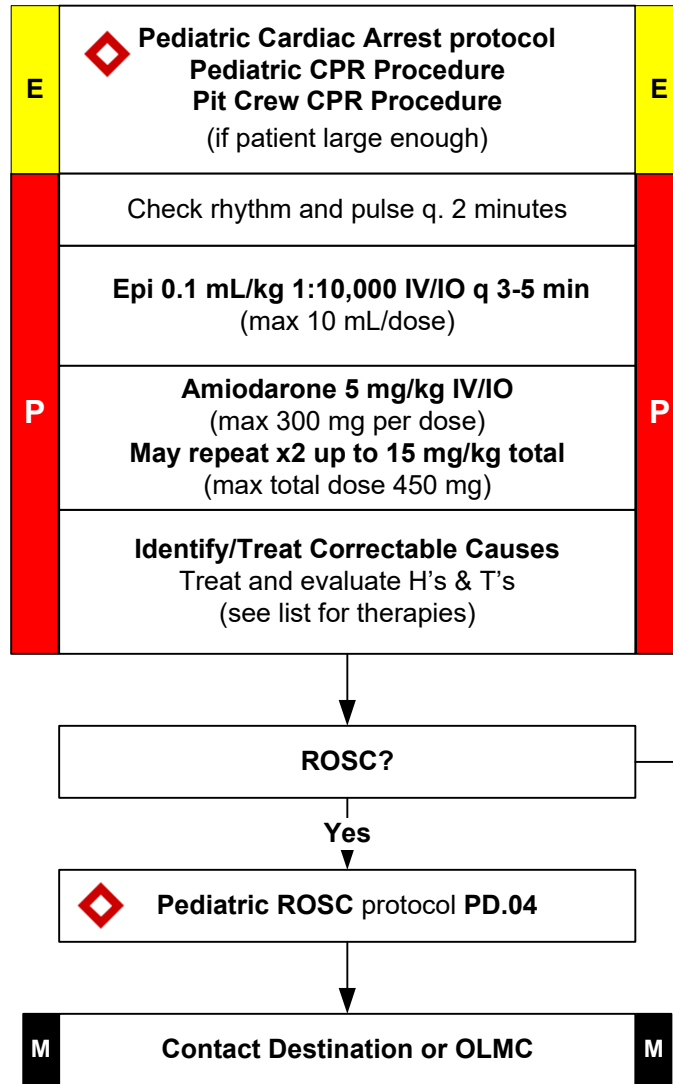 Pediatric Cardiac Arrest protocol
Pediatric CPR Procedure
Pit Crew CPR Procedure
(if patient large enough)
E
E
Check rhythm and pulse q. 2 minutes
Epi 0.1 mL/kg 1:10,000 IV/IO q 3-5 min
(max 10 mL/dose)
Amiodarone 5 mg/kg IV/IO
(max 300 mg per dose)
May repeat x2 up to 15 mg/kg total
(max total dose 450 mg)
P
P
Identify/Treat Correctable Causes
Treat and evaluate H's & T's
(see list for therapies)
ROSC?
Yes
Pediatric ROSC protocol PD.04
M
Contact Destination or OLMC
M